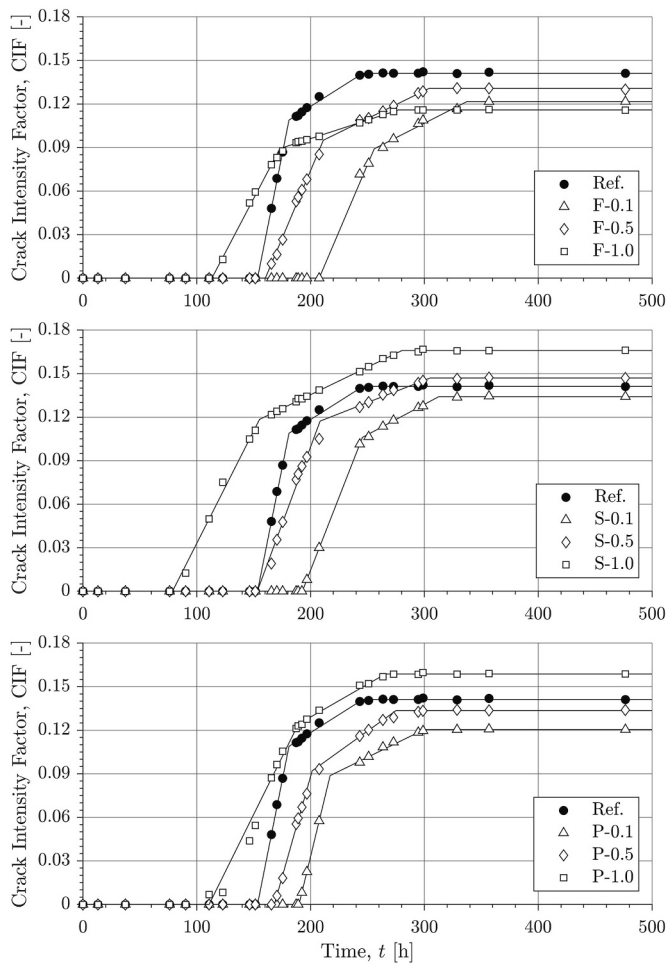 Crack Intensity Factor, CIF [-]
0.18
0.15
0.12
0.09
0.06
0.03
0
0 100 200 300 400 500
Ref.
F-0.1
F-0.5
F-1.0
Crack Intensity Factor, CIF [-]
0.18
0.15
0.12
0.09
0.06
0.03
0
0 100 200 300 400 500
Ref.
S-0.1
S-0.5
S-1.0
Crack Intensity Factor, CIF [-]
0.18
0.15
0.12
0.09
0.06
0.03
0
0 100 200 300 400 500
Ref.
P-0.1
P-0.5
P-1.0
Time, t [h]